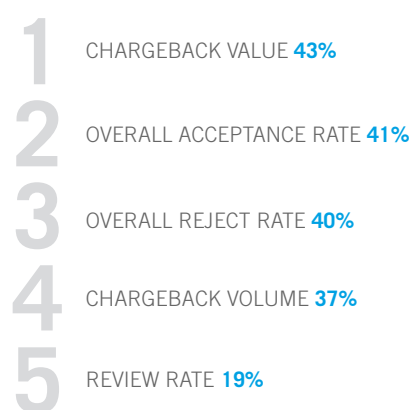 1 CHARGEBACK VALUE 43%
2 OVERALL ACCEPTANCE RATE 41%
3 OVERALL REJECT RATE 40%
4 CHARGEBACK VOLUME 37%
5 REVIEW RATE 19%